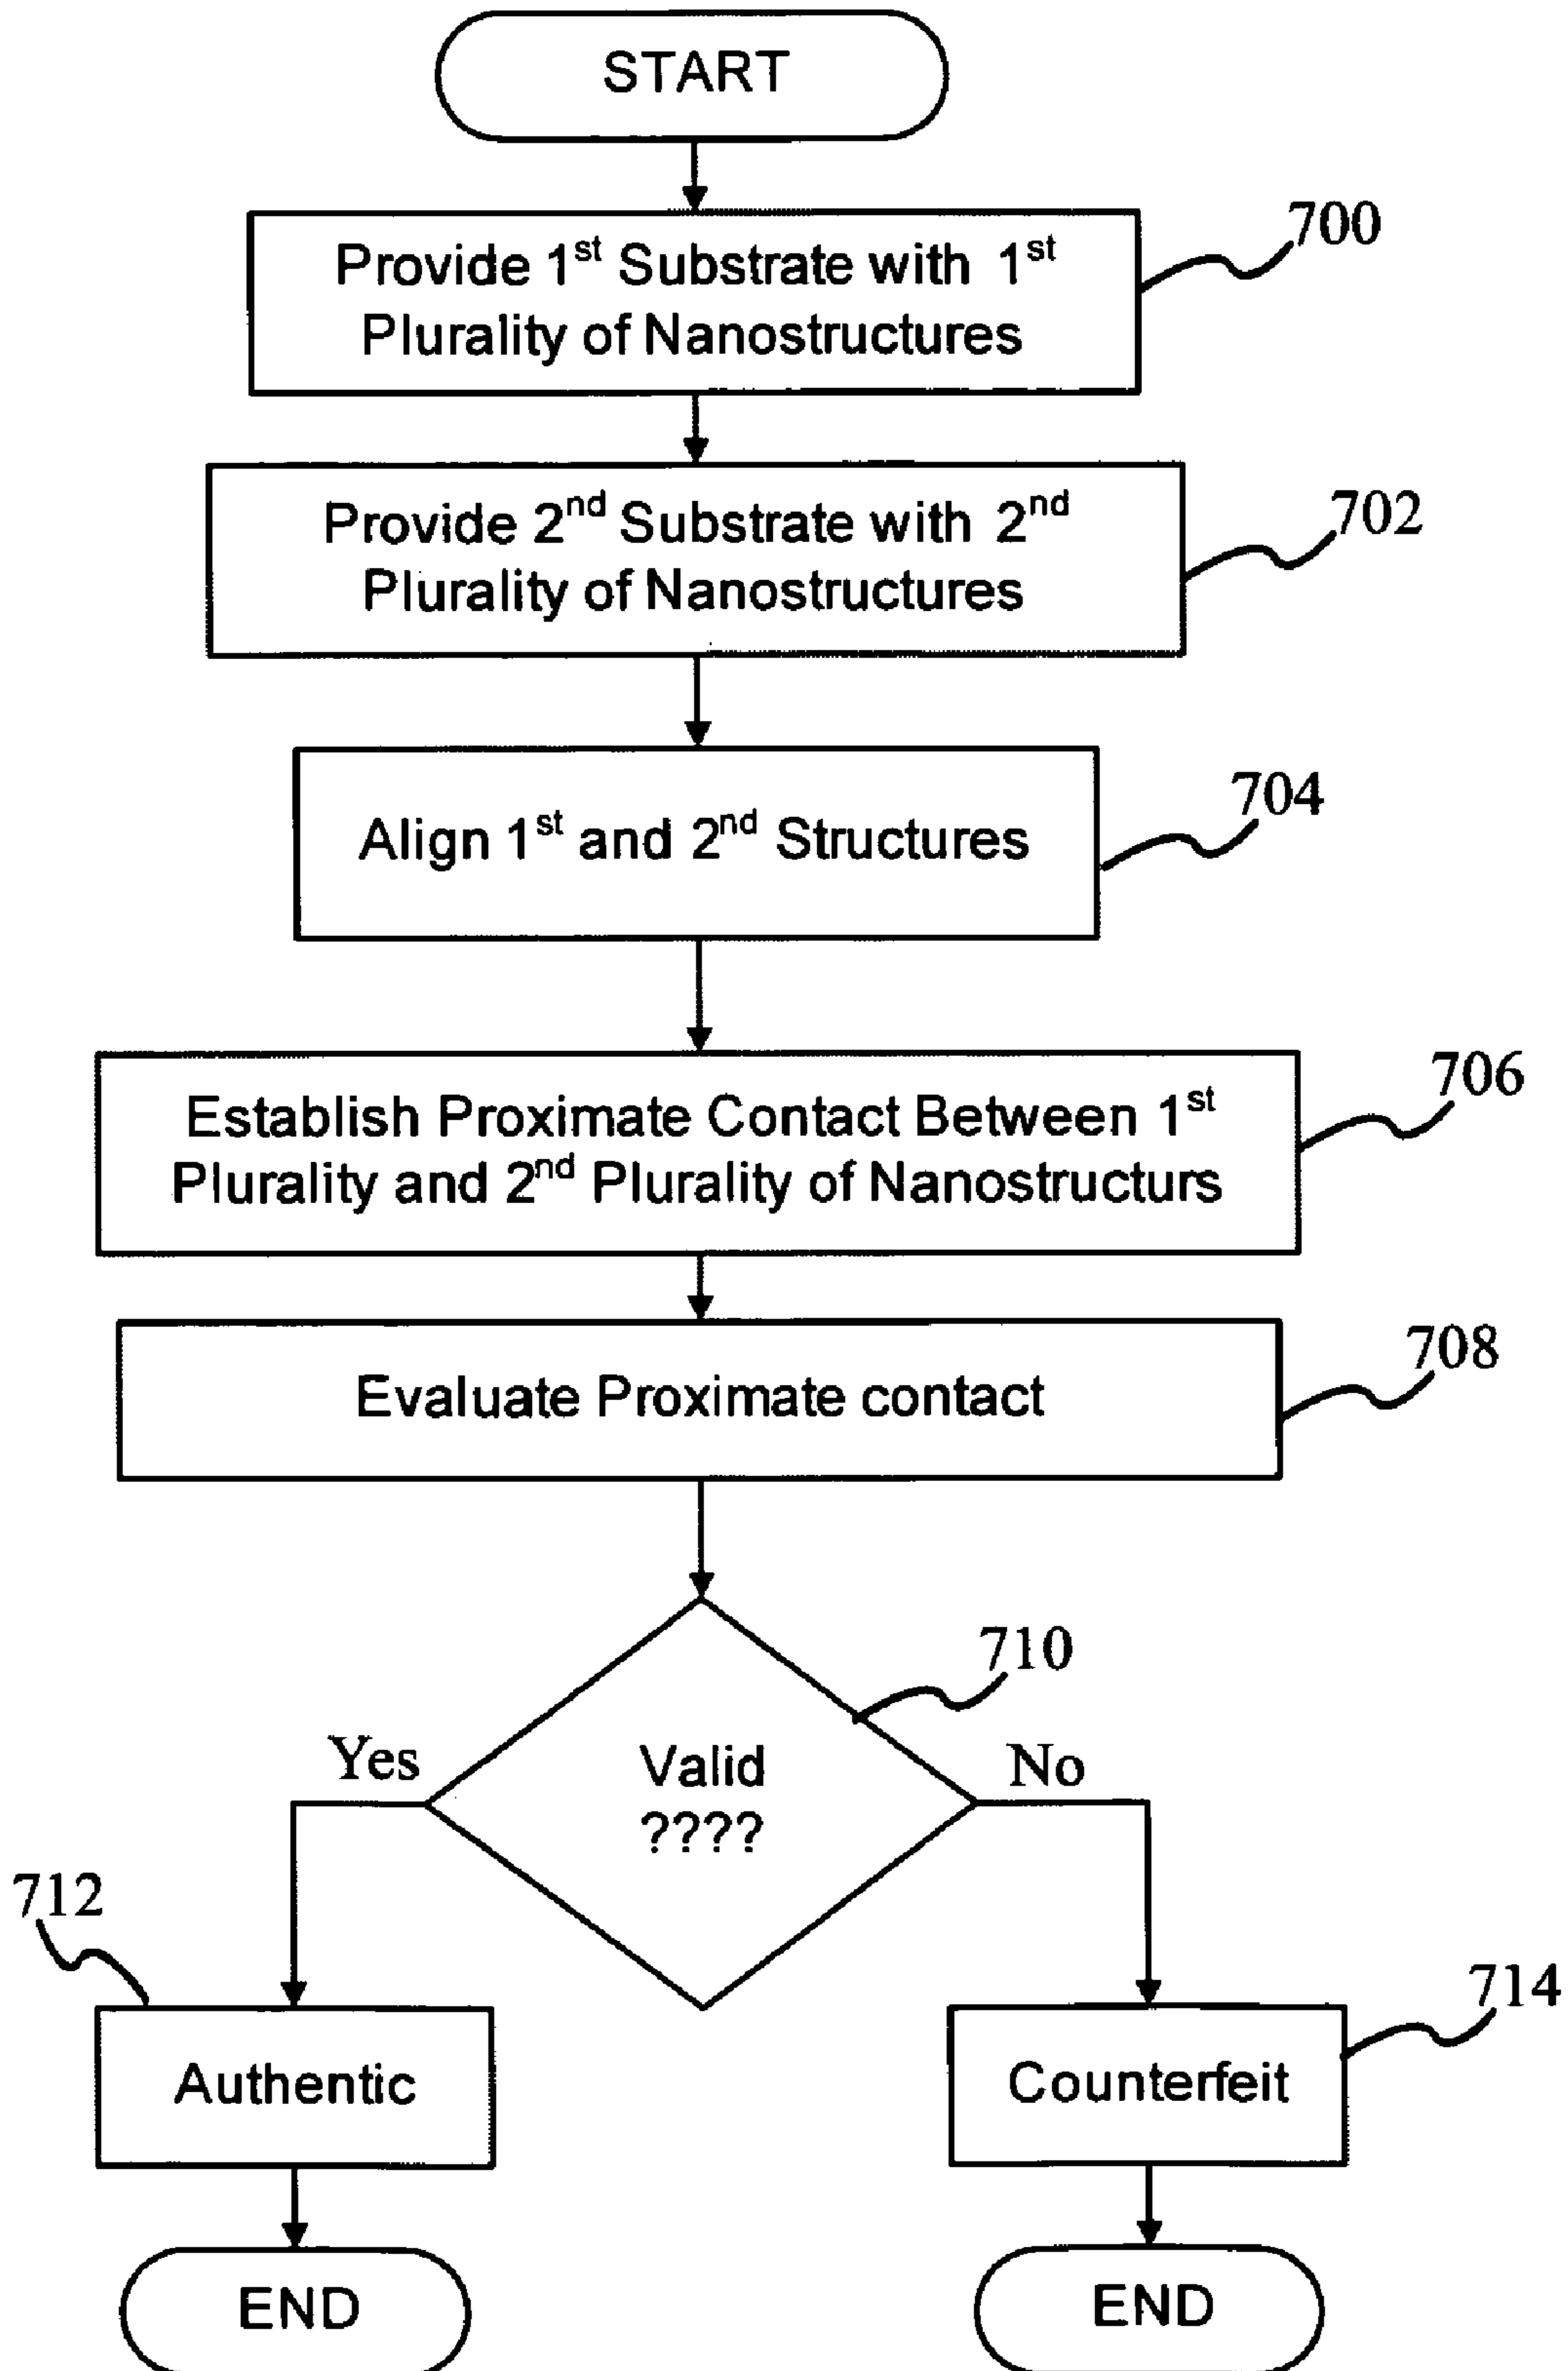 START
700
Provide 1st Substrate with 1st
Plurality of Nanostructures
702
Provide 2nd Substrate with 2nd
Plurality of Nanostructures
704
Align 1st and 2nd Structures
706
Establish Proximate Contact Between 1st
Plurality and 2nd Plurality of Nanostructurs
708
Evaluate Proximate contact
710
Yes
Valid
????
No
712
714
Authentic
Counterfeit
END
END